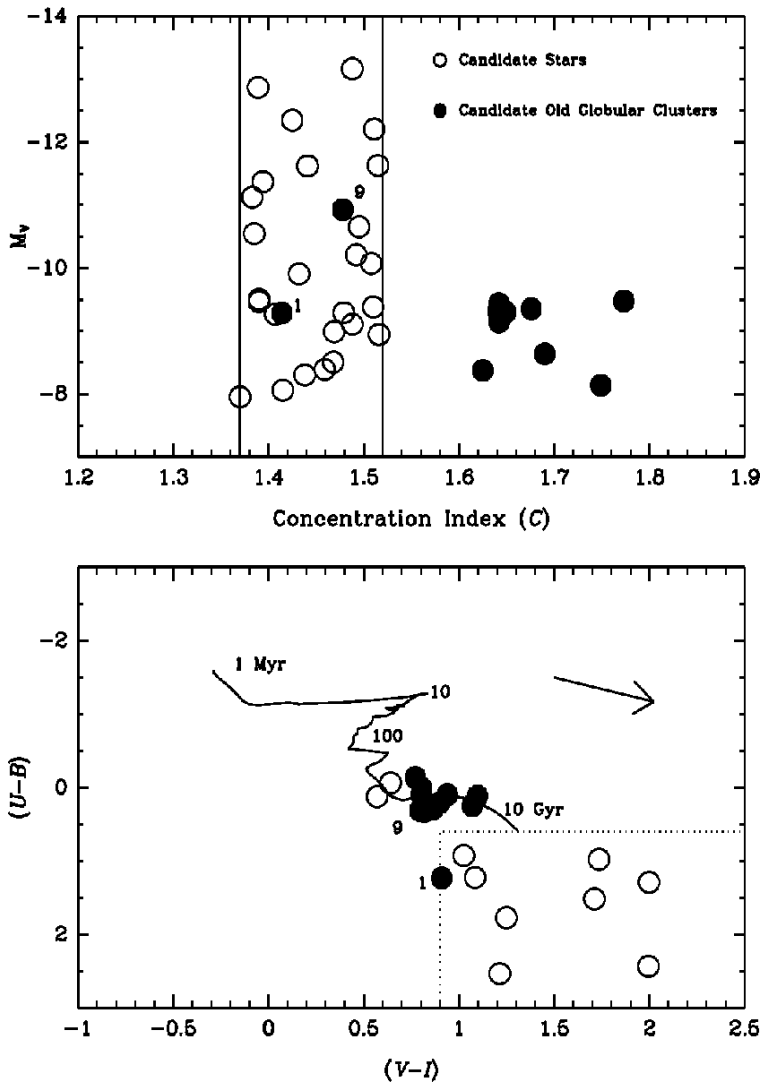 -14
-12
-10
-8
M_V
Candidate Stars
Candidate Old Globular Clusters
9
1
1.2 1.3 1.4 1.5 1.6 1.7 1.8 1.9
Concentration Index (C)
-2
0
2
(U-B)
1 Myr
10
100
10 Gyr
9
1
-1 -0.5 0 0.5 1 1.5 2 2.5
(V-I)